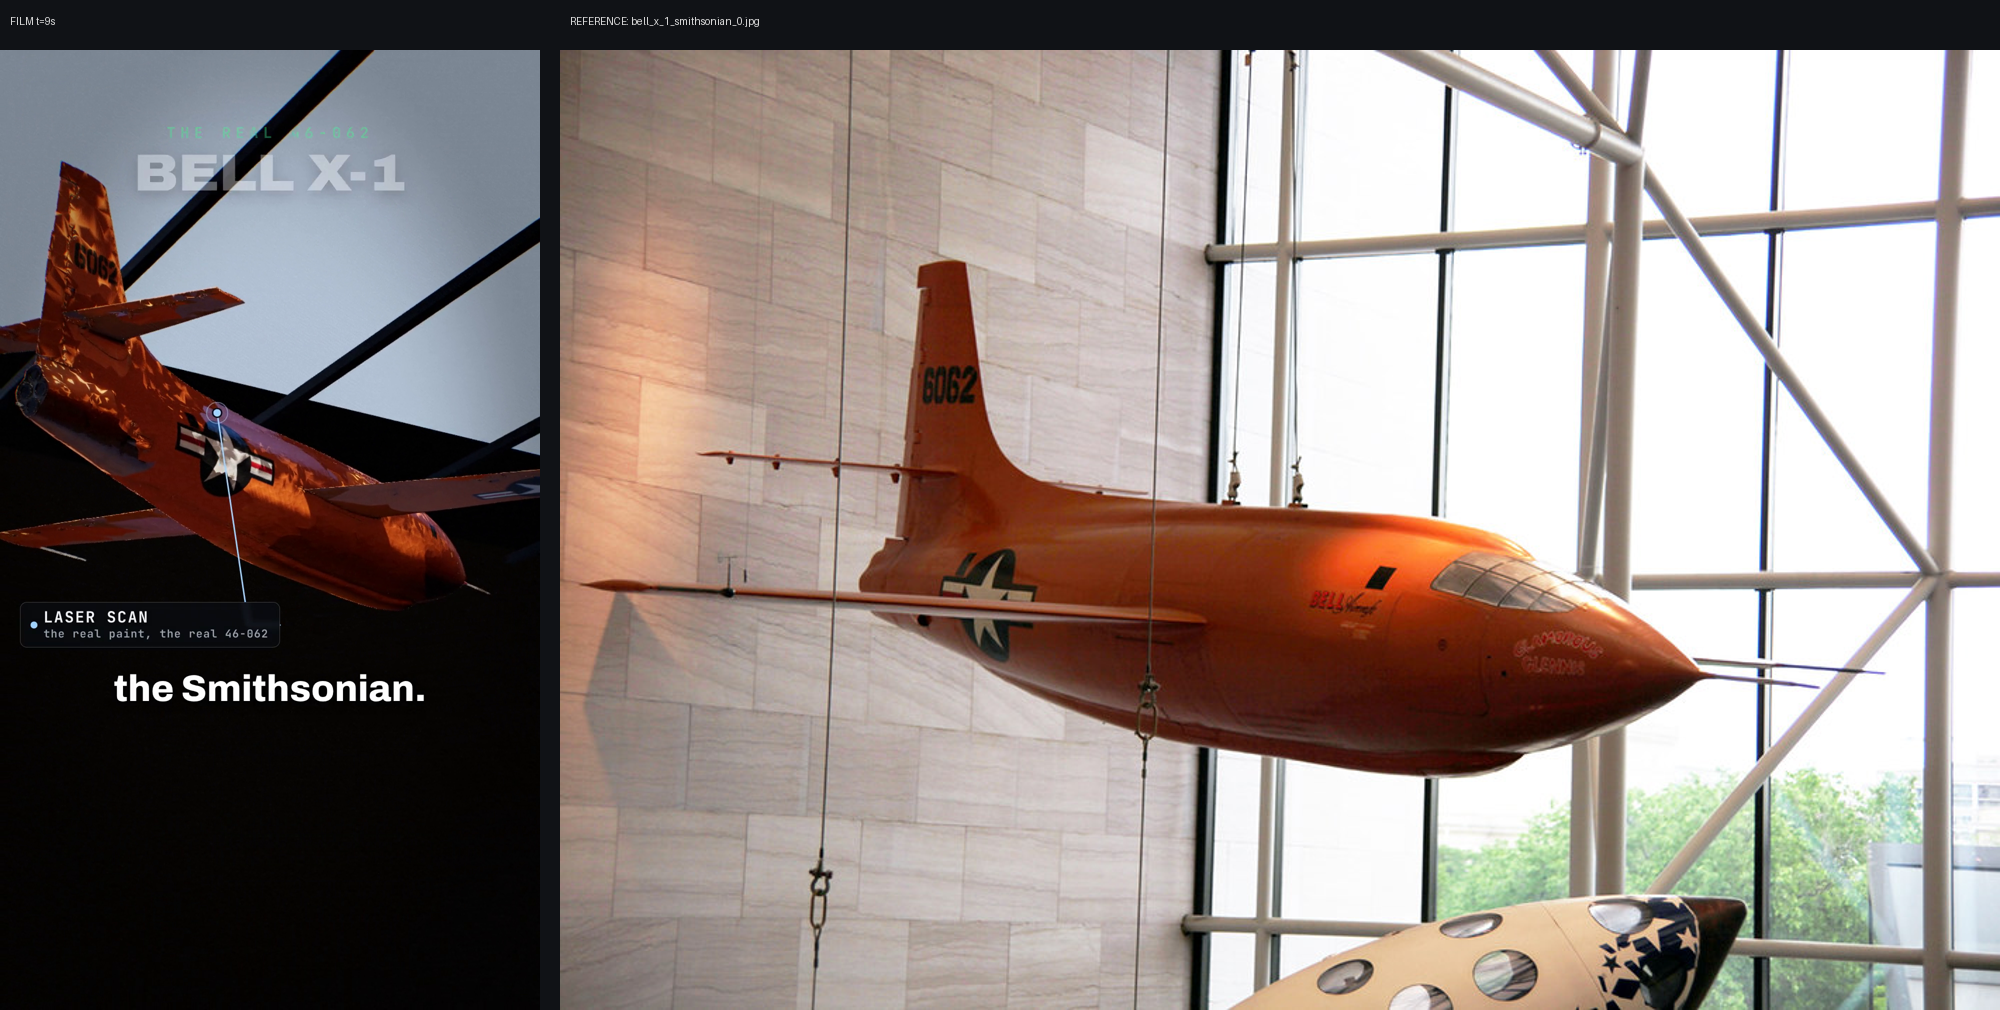 FILM t=9s
REFERENCE: bell_x_1_smithsonian_0.jpg
THE REAL 46-062
BELL X-1
6062
LASER SCAN
the real paint, the real 46-062
the Smithsonian.
6062
BELL Aircraft
GLAMOROUS
GLENNIS